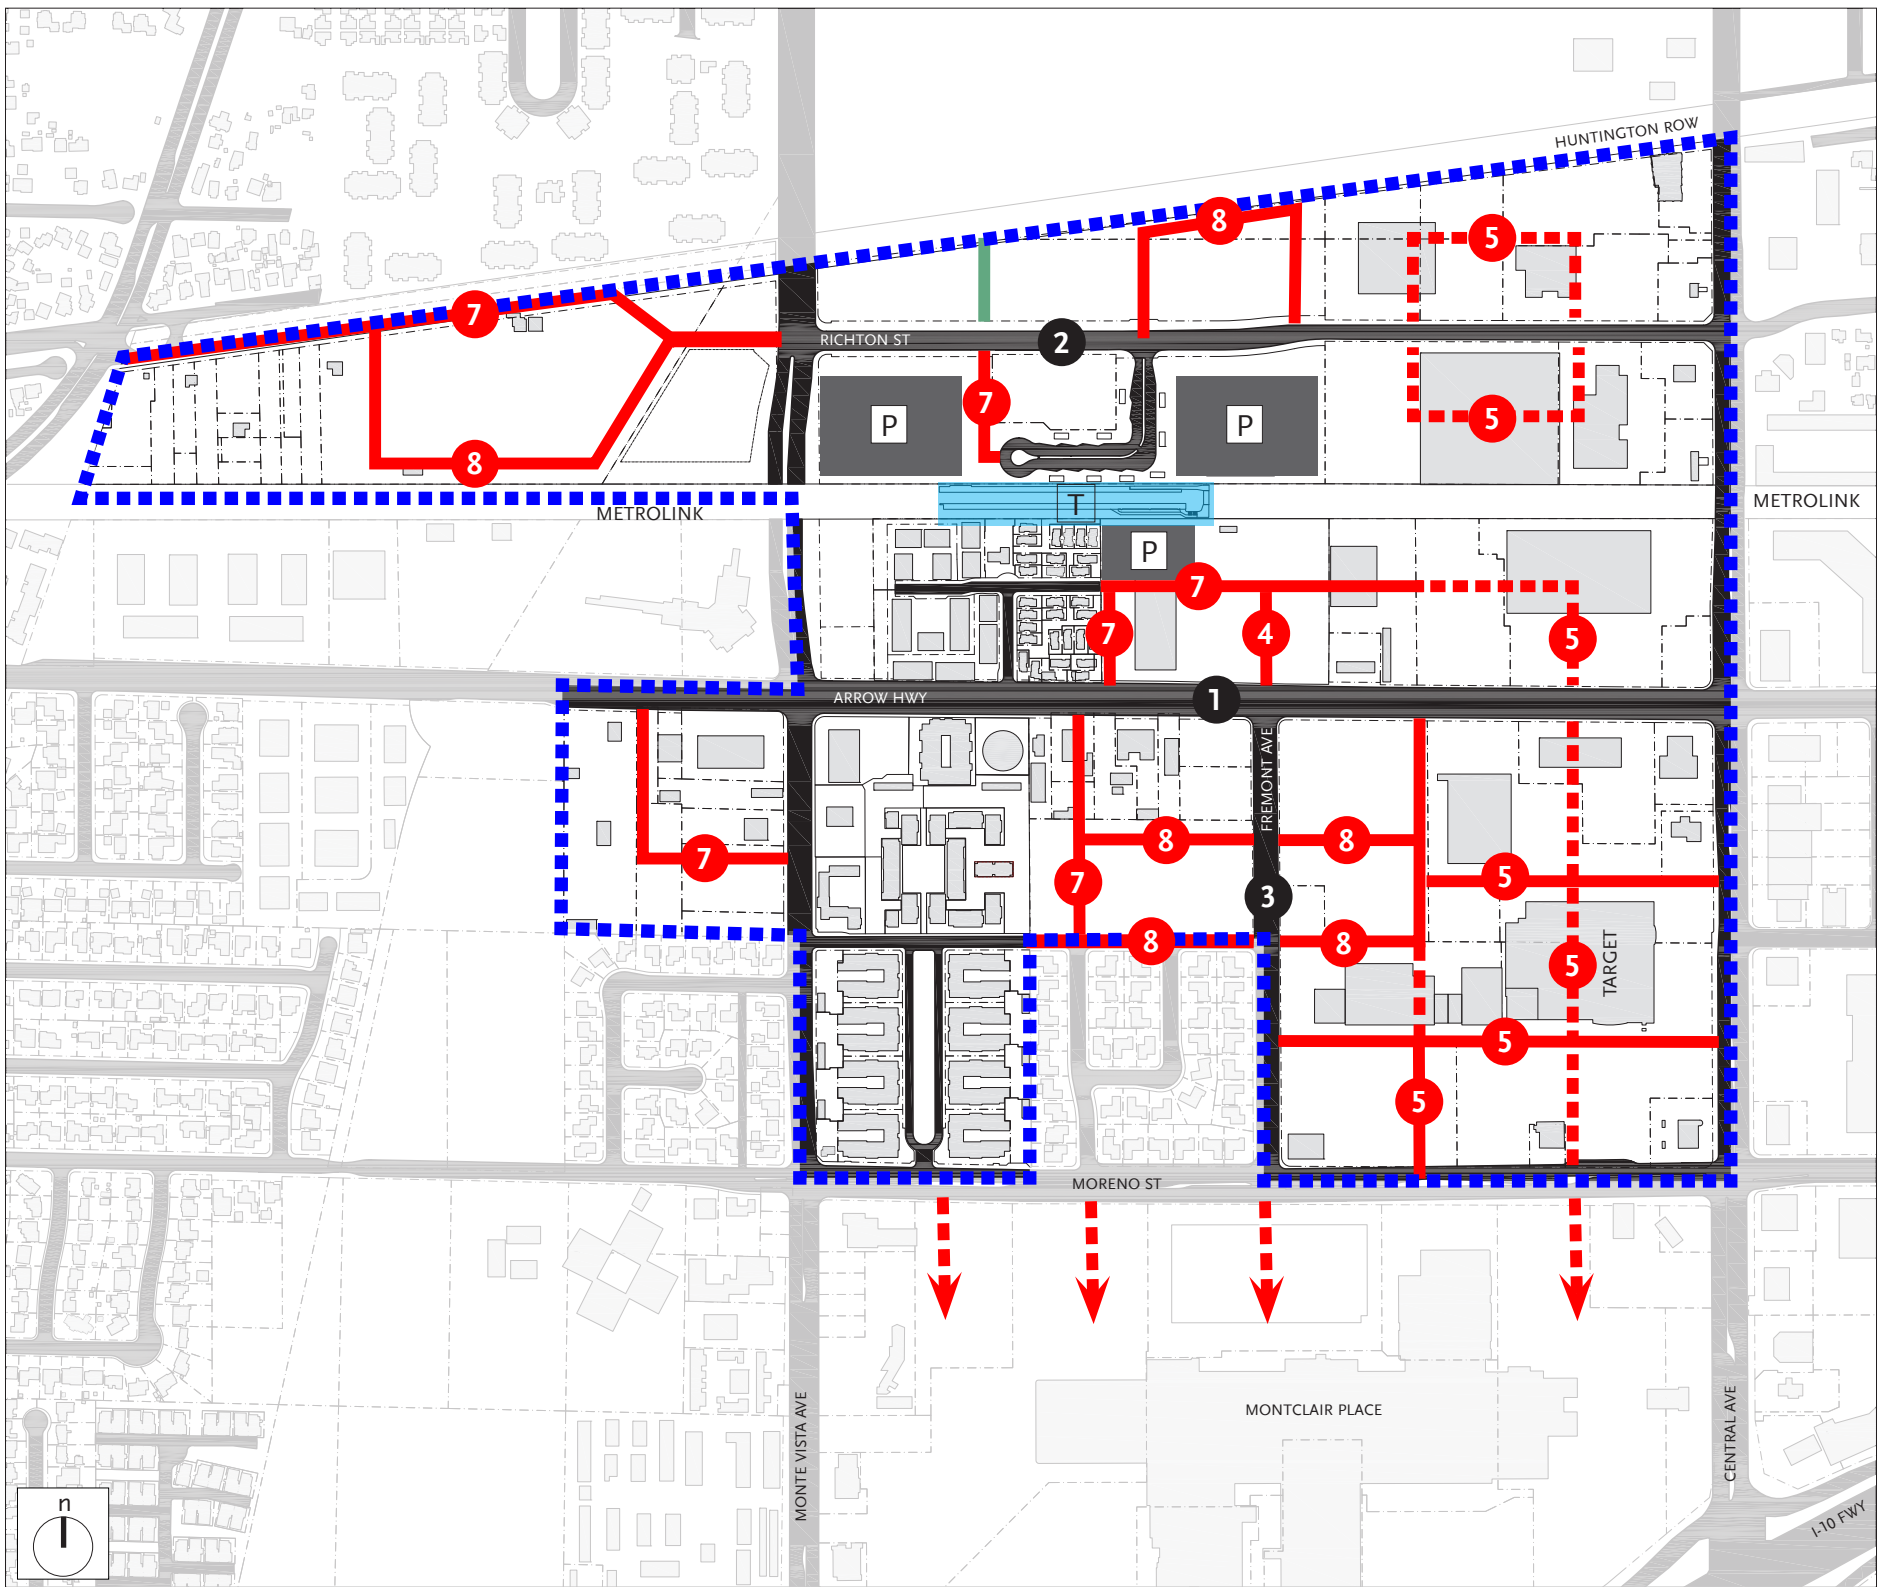 HUNTINGTON ROW
8
5
7
RICHTON ST
2
7
P
P
5
8
METROLINK
T
METROLINK
P
7
7
4
5
ARROW HWY
1
FREMONT AVE
8
8
7
7
5
3
8
8
5
TARGET
5
5
MORENO ST
MONTE VISTA AVE
MONTCLAIR PLACE
CENTRAL AVE
n
I-10 FWY